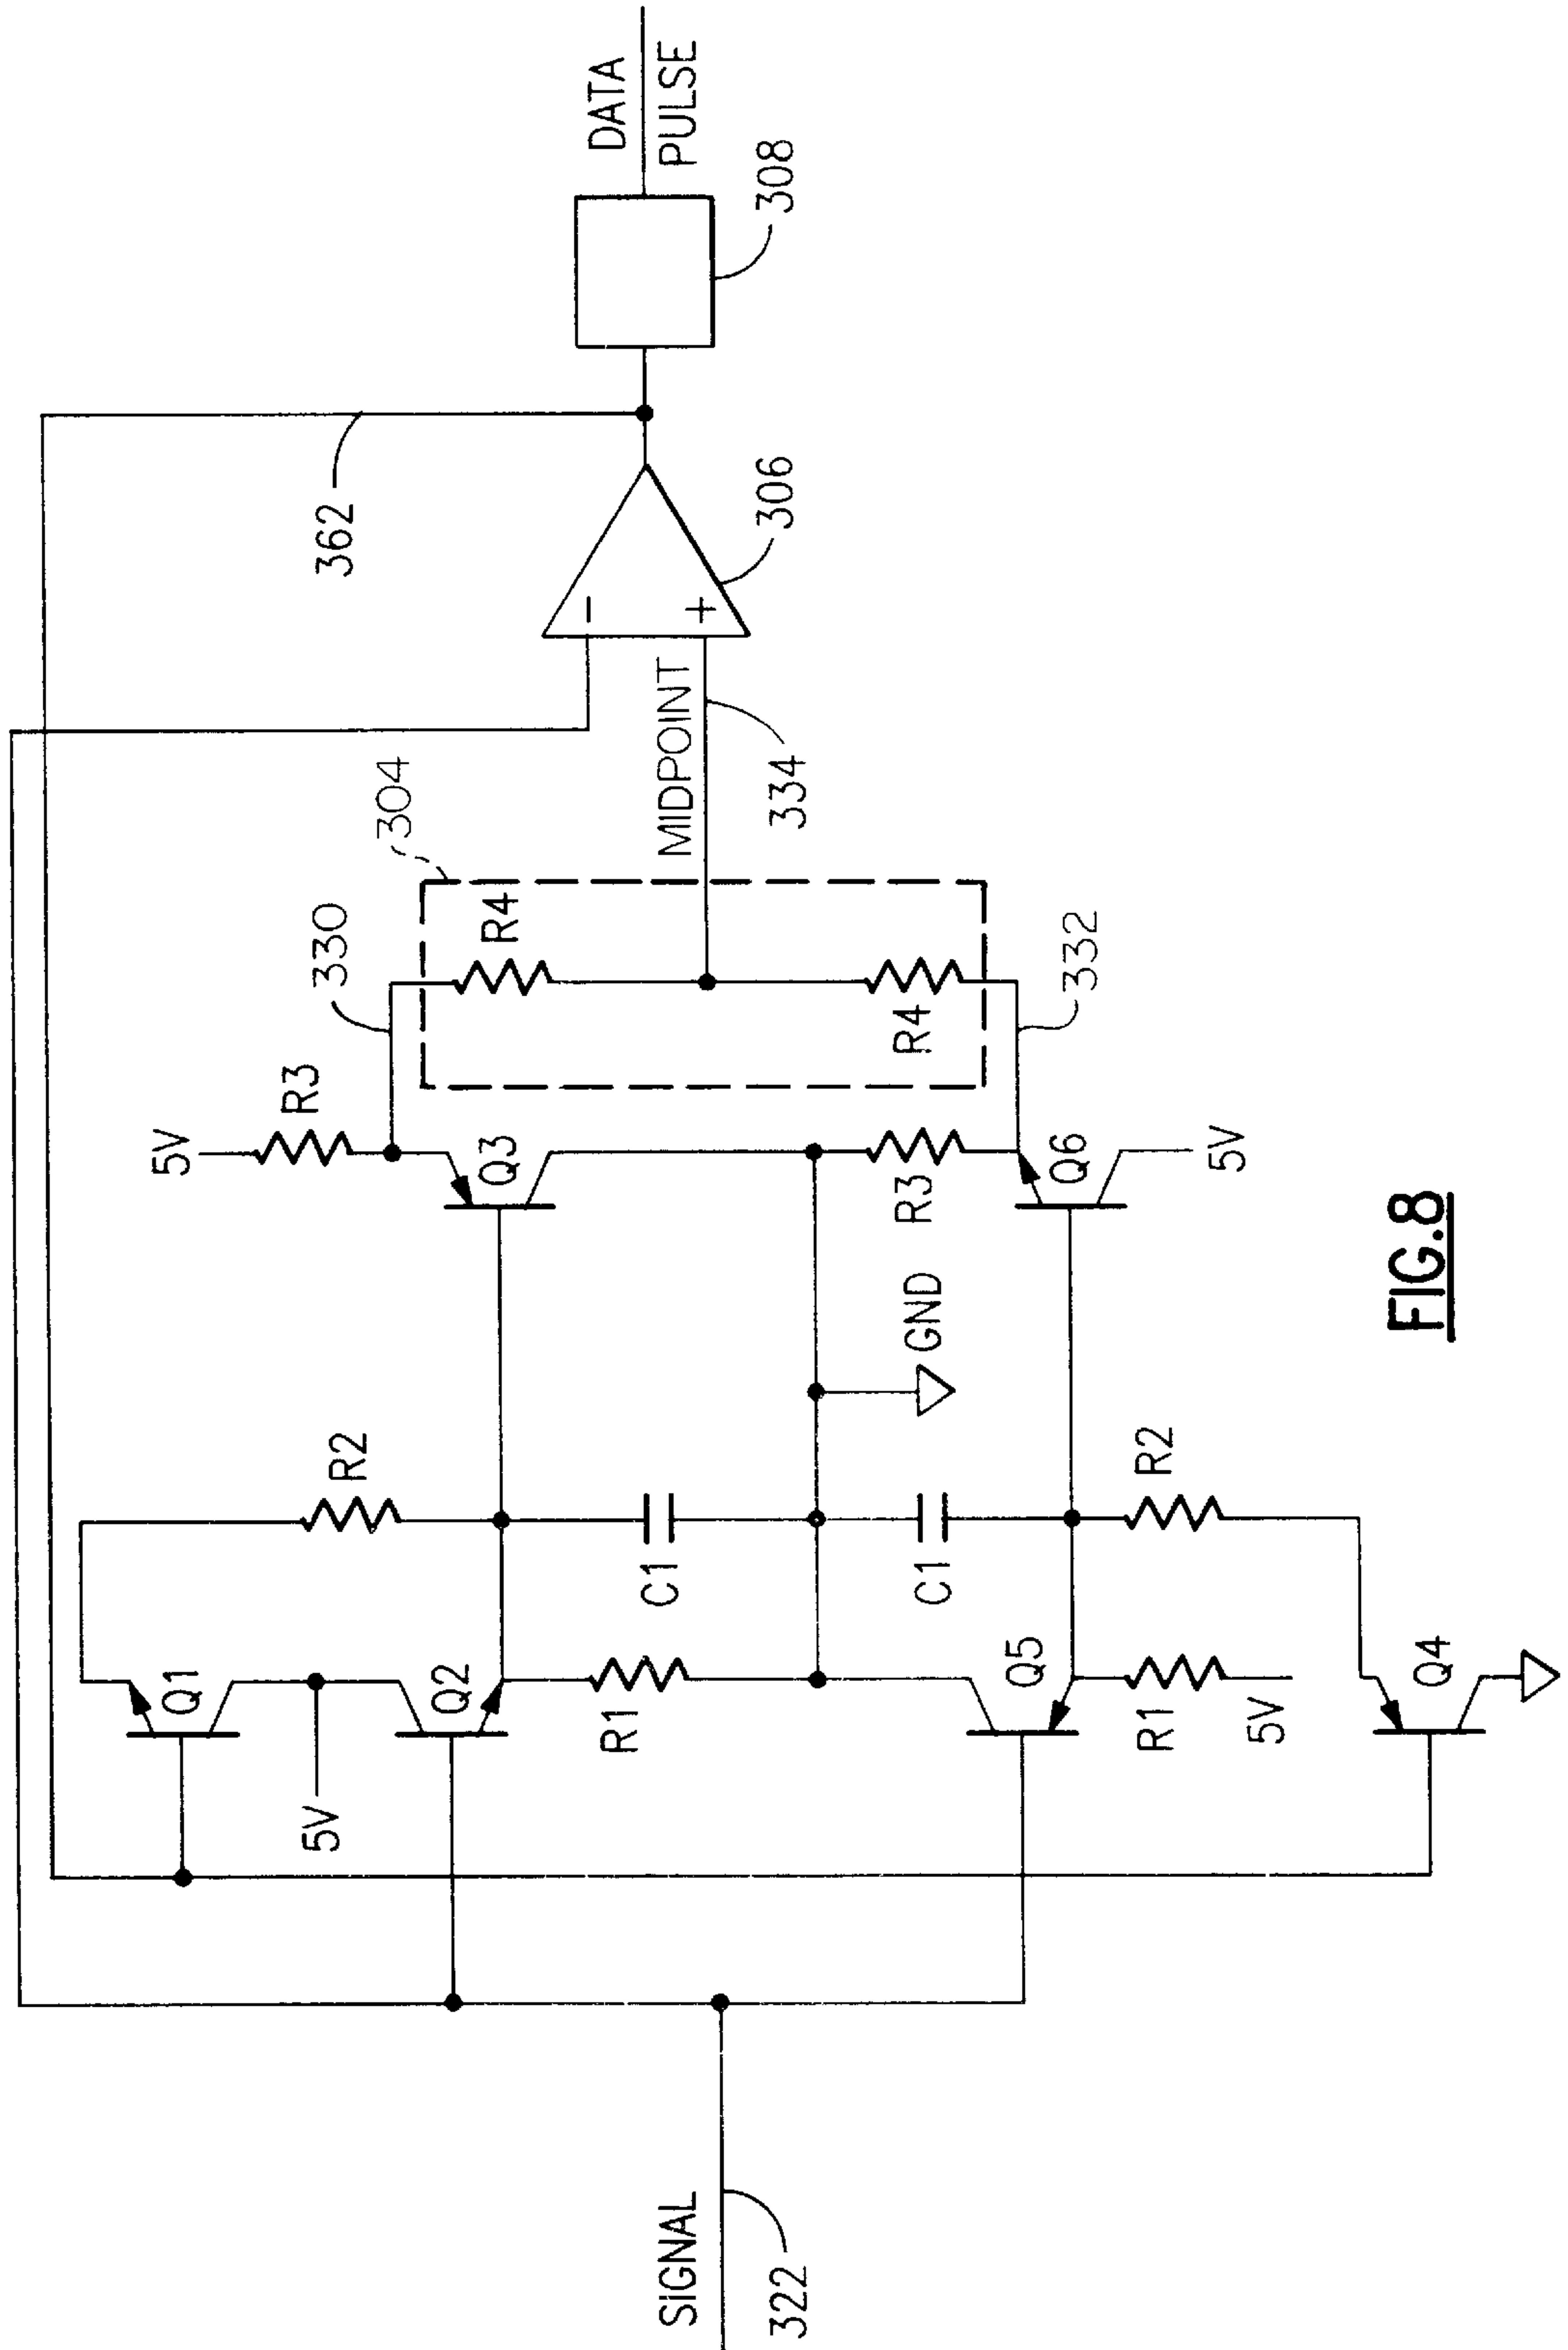 SIGNAL
322
5V
Q1
Q2
R1
R2
C1
C1
Q5
R1
5V
Q4
R2
GND
5V
R3
Q3
R3
Q6
5V
330
304
R4
R4
332
MIDPOINT
334
362
−
+
306
308
DATA
PULSE
FIG.8